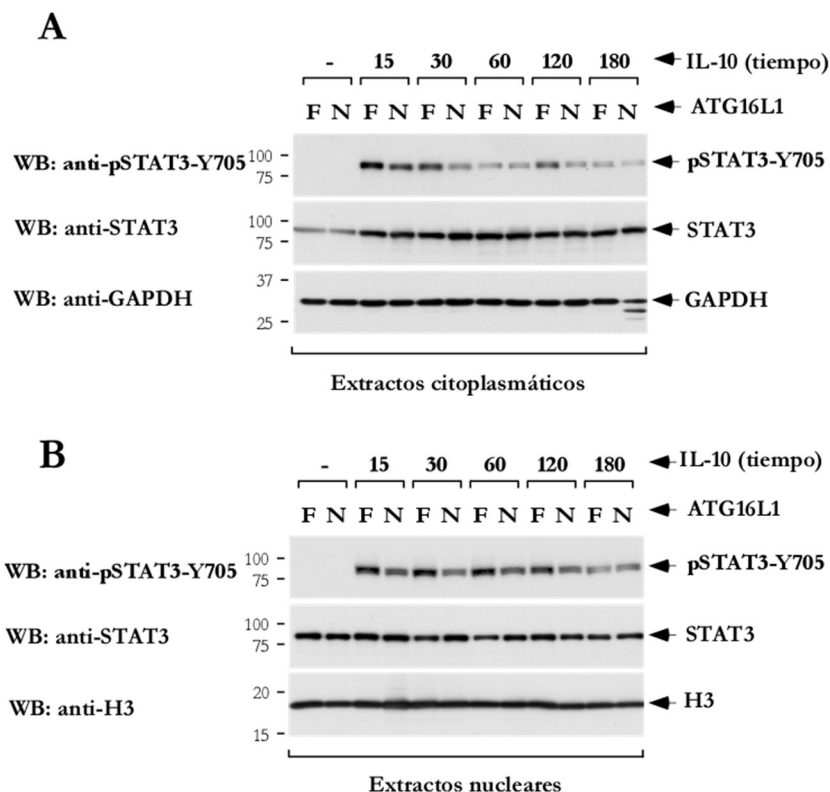 A
- 15 30 60 120 180 IL-10 (tiempo)
F N F N F N F N F N F N ATG16L1
WB: anti-pSTAT3-Y705 100 75 pSTAT3-Y705
WB: anti-STAT3 100 75 STAT3
WB: anti-GAPDH 37 25 GAPDH
Extractos citoplasmáticos
B
- 15 30 60 120 180 IL-10 (tiempo)
F N F N F N F N F N F N ATG16L1
WB: anti-pSTAT3-Y705 100 75 pSTAT3-Y705
WB: anti-STAT3 100 75 STAT3
WB: anti-H3 20 15 H3
Extractos nucleares